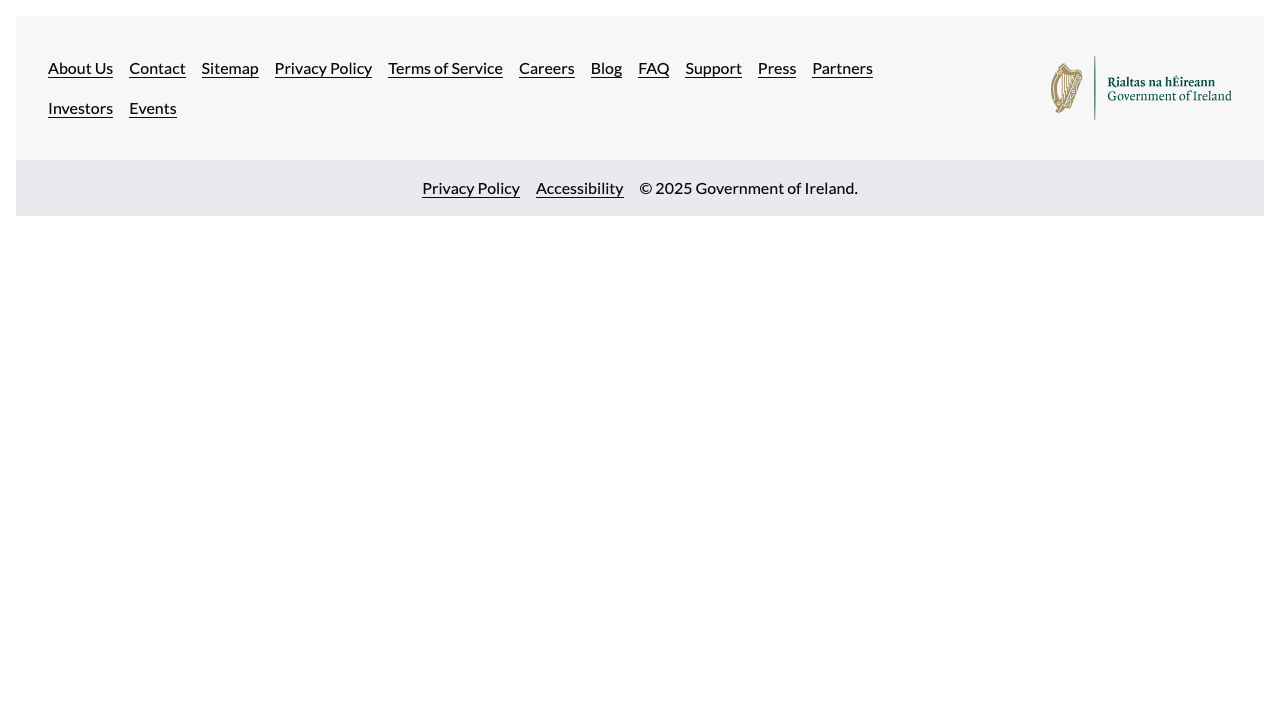 About Us Contact Sitemap Privacy Policy Terms of Service Careers Blog FAQ Support Press Partners
Investors Events
Rialtas na hÉireann
Government of Ireland
Privacy Policy Accessibility © 2025 Government of Ireland.